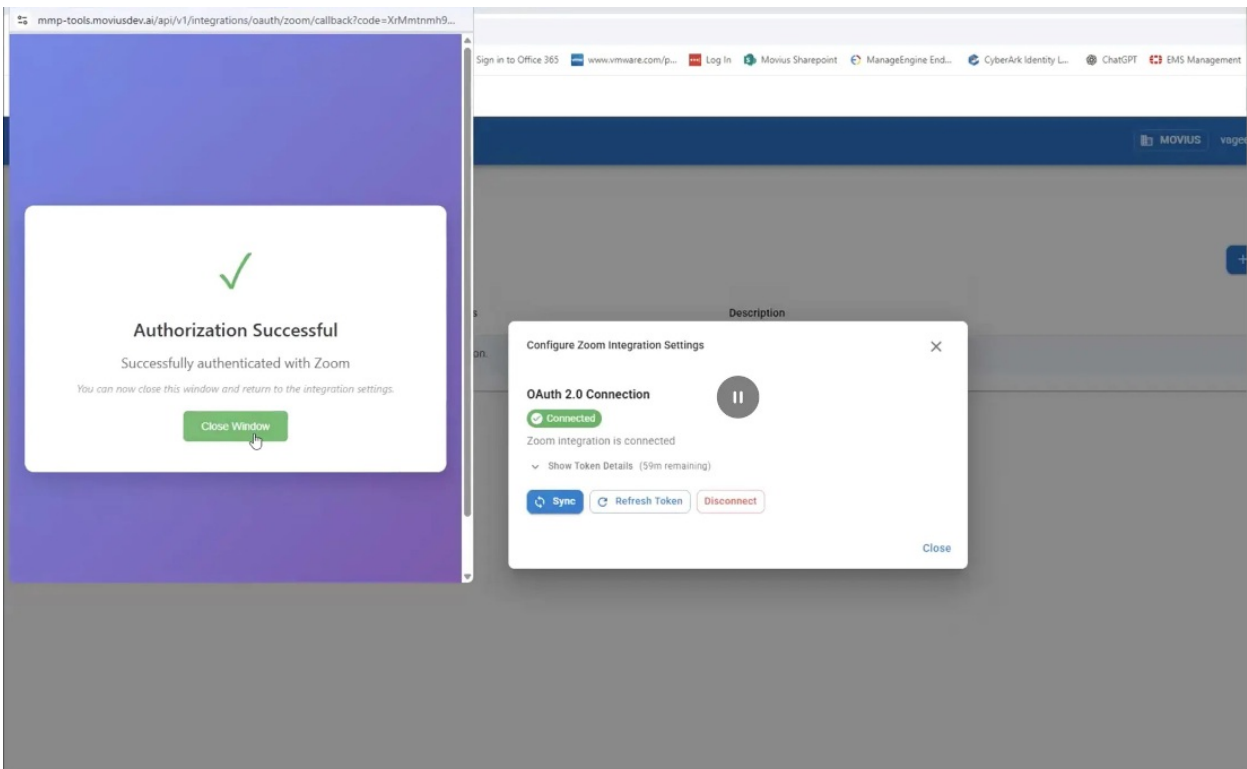 mmp-tools.moviusdev.ai/api/v1/integrations/oauth/zoom/callback?code=XrMmtnmh9...
Sign in to Office 365 www.vmware.com/p... Log In Movius Sharepoint ManageEngine End... CyberArk Identity L... ChatGPT EMS Management
MOVIUS vagee
Authorization Successful
Successfully authenticated with Zoom
You can now close this window and return to the integration settings.
Close Window
s
Description
on.
Configure Zoom Integration Settings
OAuth 2.0 Connection
Connected
Zoom integration is connected
Show Token Details (59m remaining)
Sync Refresh Token Disconnect
Close